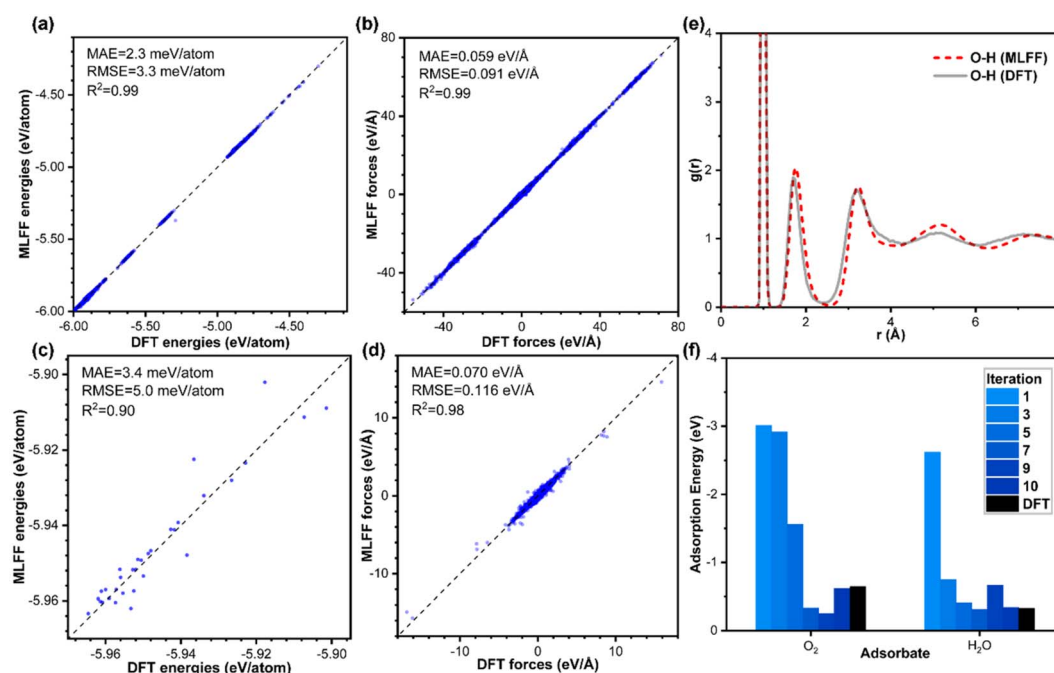 (a)
MAE=2.3 meV/atom
RMSE=3.3 meV/atom
R²=0.99
MLFF energies (eV/atom)
-4.50
-5.00
-5.50
-6.00
-6.00 -5.50 -5.00 -4.50
DFT energies (eV/atom)
(b)
MAE=0.059 eV/Å
RMSE=0.091 eV/Å
R²=0.99
MLFF forces (eV/Å)
80
40
0
-40
-40 0 40 80
DFT forces (eV/Å)
(e)
O-H (MLFF)
O-H (DFT)
g(r)
4
3
2
1
0
0 2 4 6
r (Å)
(c)
MAE=3.4 meV/atom
RMSE=5.0 meV/atom
R²=0.90
MLFF energies (eV/atom)
-5.90
-5.92
-5.94
-5.96
-5.96 -5.94 -5.92 -5.90
DFT energies (eV/atom)
(d)
MAE=0.070 eV/Å
RMSE=0.116 eV/Å
R²=0.98
MLFF forces (eV/Å)
10
0
-10
-10 0 10
DFT forces (eV/Å)
(f)
Iteration
1
3
5
7
9
10
DFT
Adsorption Energy (eV)
-4
-3
-2
-1
0
O₂ H₂O
Adsorbate